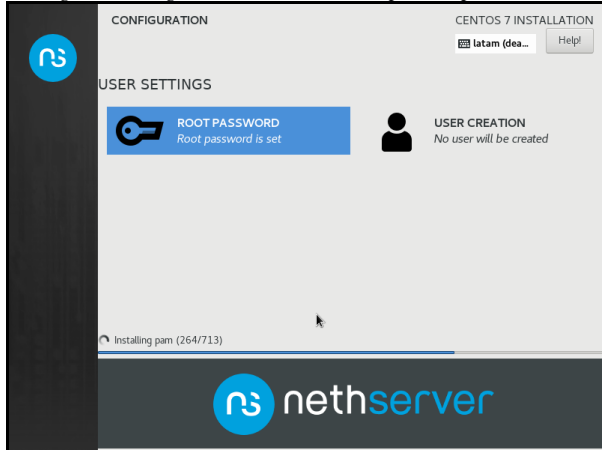 CONFIGURATION
CENTOS 7 INSTALLATION
latam (dea...
Help!
USER SETTINGS
ROOT PASSWORD
Root password is set
USER CREATION
No user will be created
Installing pam (264/713)
nethserver